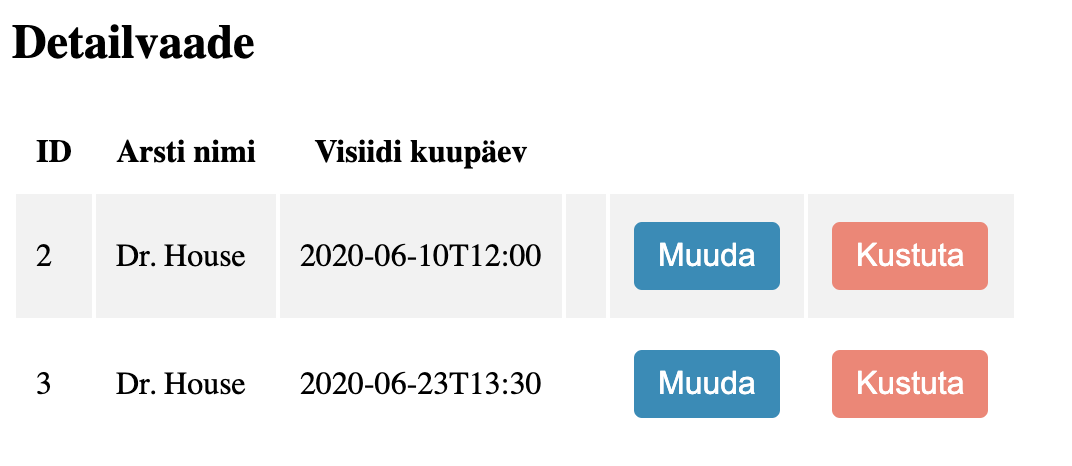 Detailvaade
ID Arsti nimi Visiidi kuupäev
2 Dr. House 2020-06-10T12:00 Muuda Kustuta
3 Dr. House 2020-06-23T13:30 Muuda Kustuta